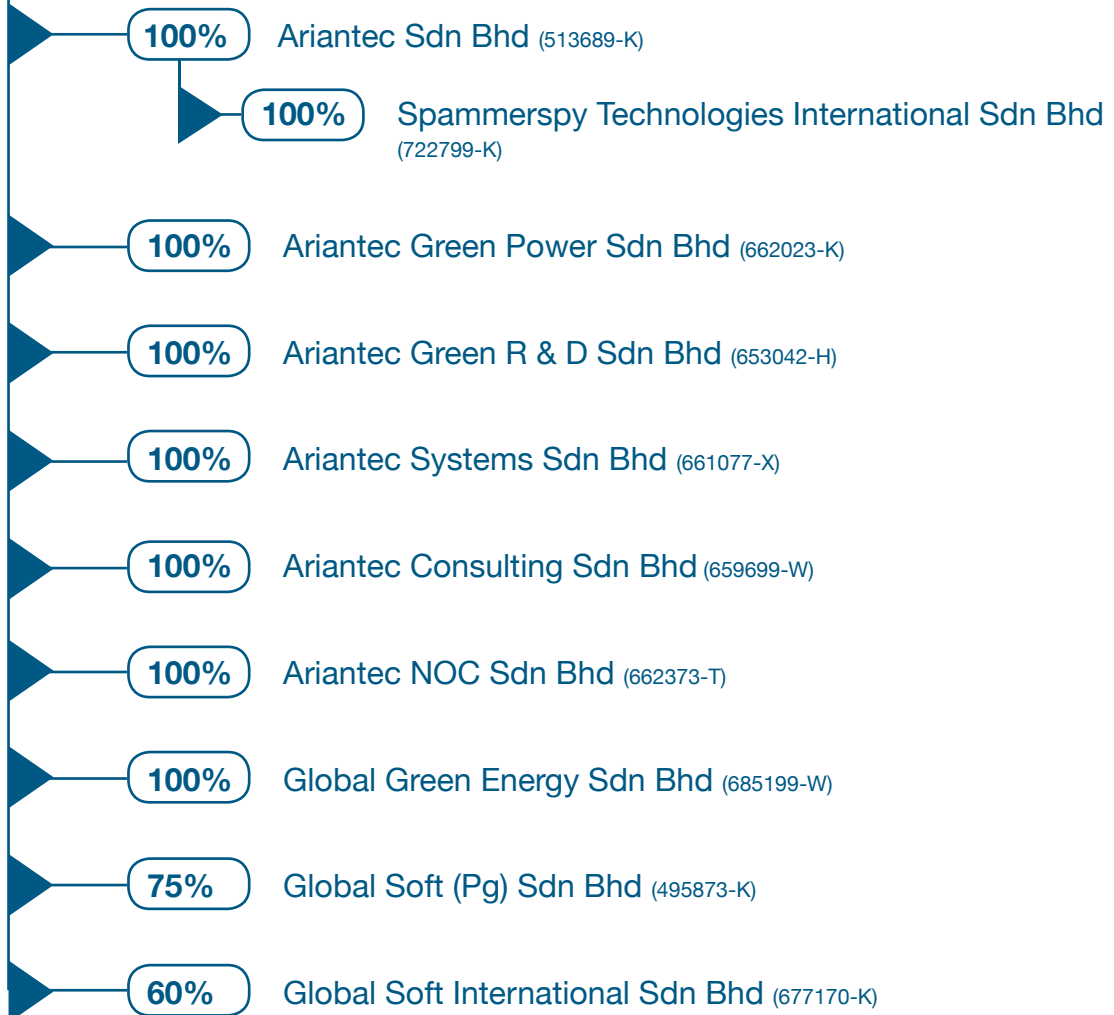 100% Ariantec Sdn Bhd (513689-K)
100% Spammerspy Technologies International Sdn Bhd
(722799-K)
100% Ariantec Green Power Sdn Bhd (662023-K)
100% Ariantec Green R & D Sdn Bhd (653042-H)
100% Ariantec Systems Sdn Bhd (661077-X)
100% Ariantec Consulting Sdn Bhd (659699-W)
100% Ariantec NOC Sdn Bhd (662373-T)
100% Global Green Energy Sdn Bhd (685199-W)
75% Global Soft (Pg) Sdn Bhd (495873-K)
60% Global Soft International Sdn Bhd (677170-K)